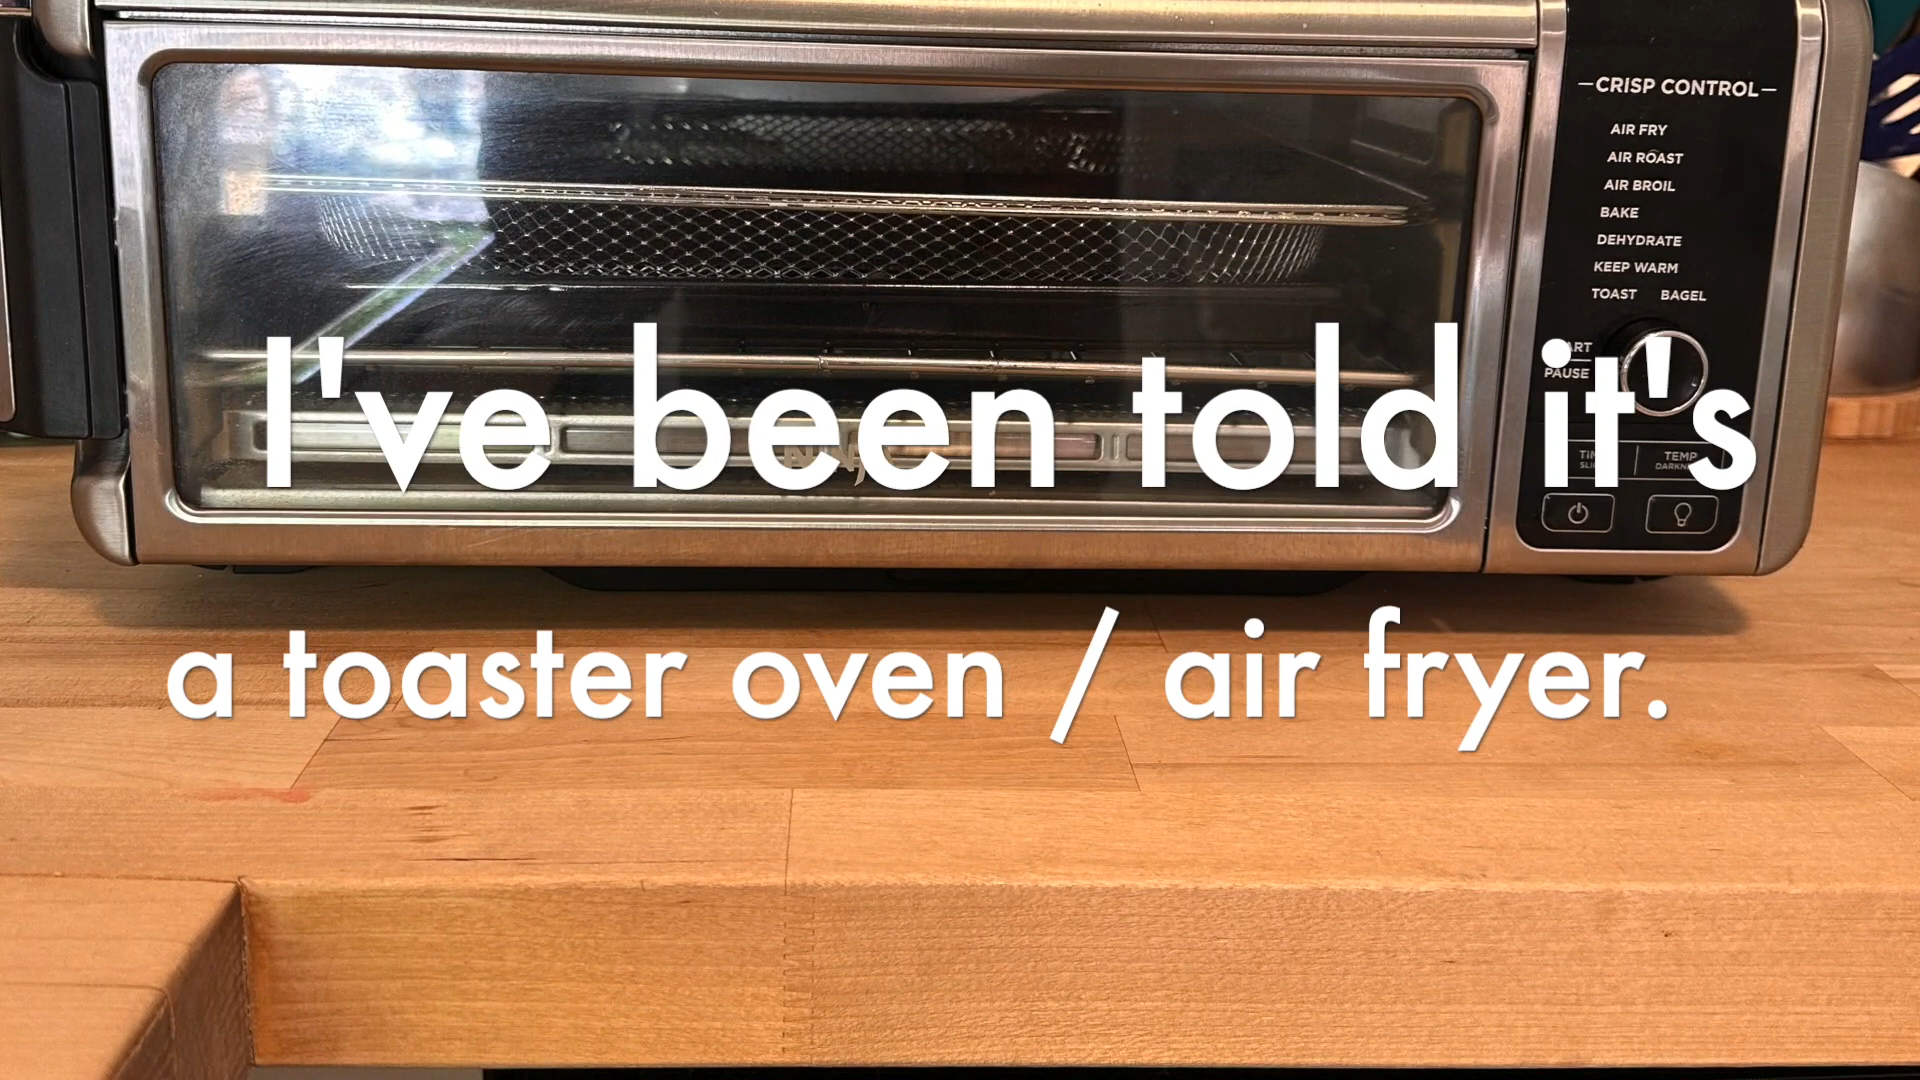 CRISP CONTROL
AIR FRY
AIR ROAST
AIR BROIL
BAKE
DEHYDRATE
KEEP WARM
TOAST BAGEL
PAUSE
I've been told it's
TEMP
a toaster oven / air fryer.